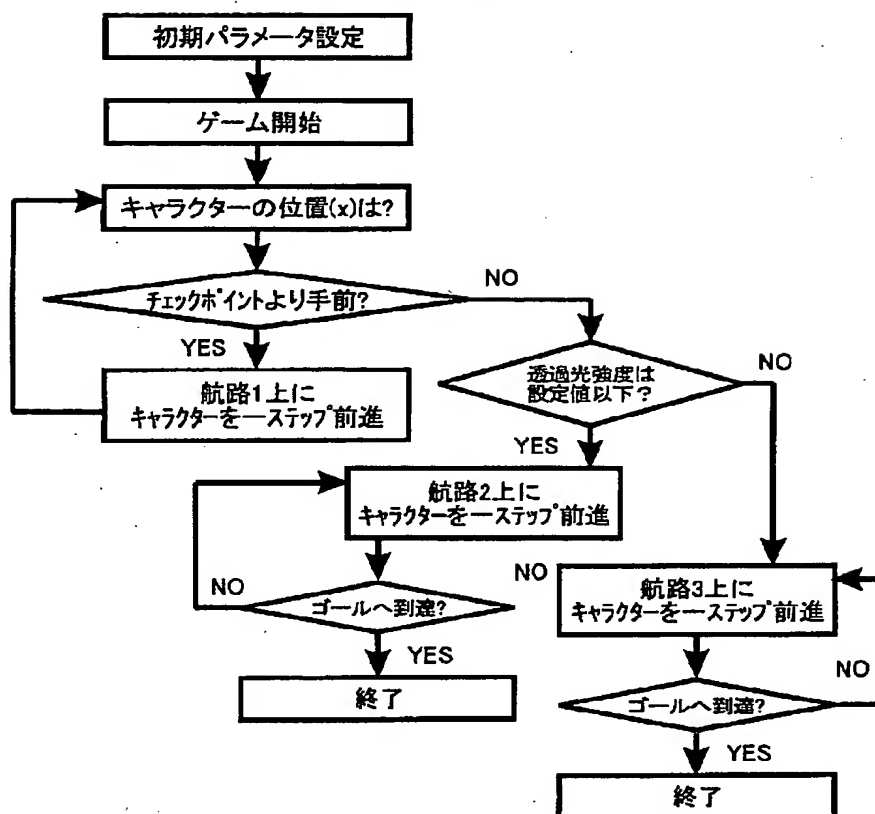 初期パラメータ設定
ゲーム開始
キャラクターの位置(x)は?
チェックポイントより手前?
NO
YES
航路1上に
キャラクターを一ステップ前進
透過光強度は
設定値以下?
NO
YES
航路2上に
キャラクターを一ステップ前進
NO
ゴールへ到達?
YES
終了
NO
航路3上に
キャラクターを一ステップ前進
NO
ゴールへ到達?
YES
終了